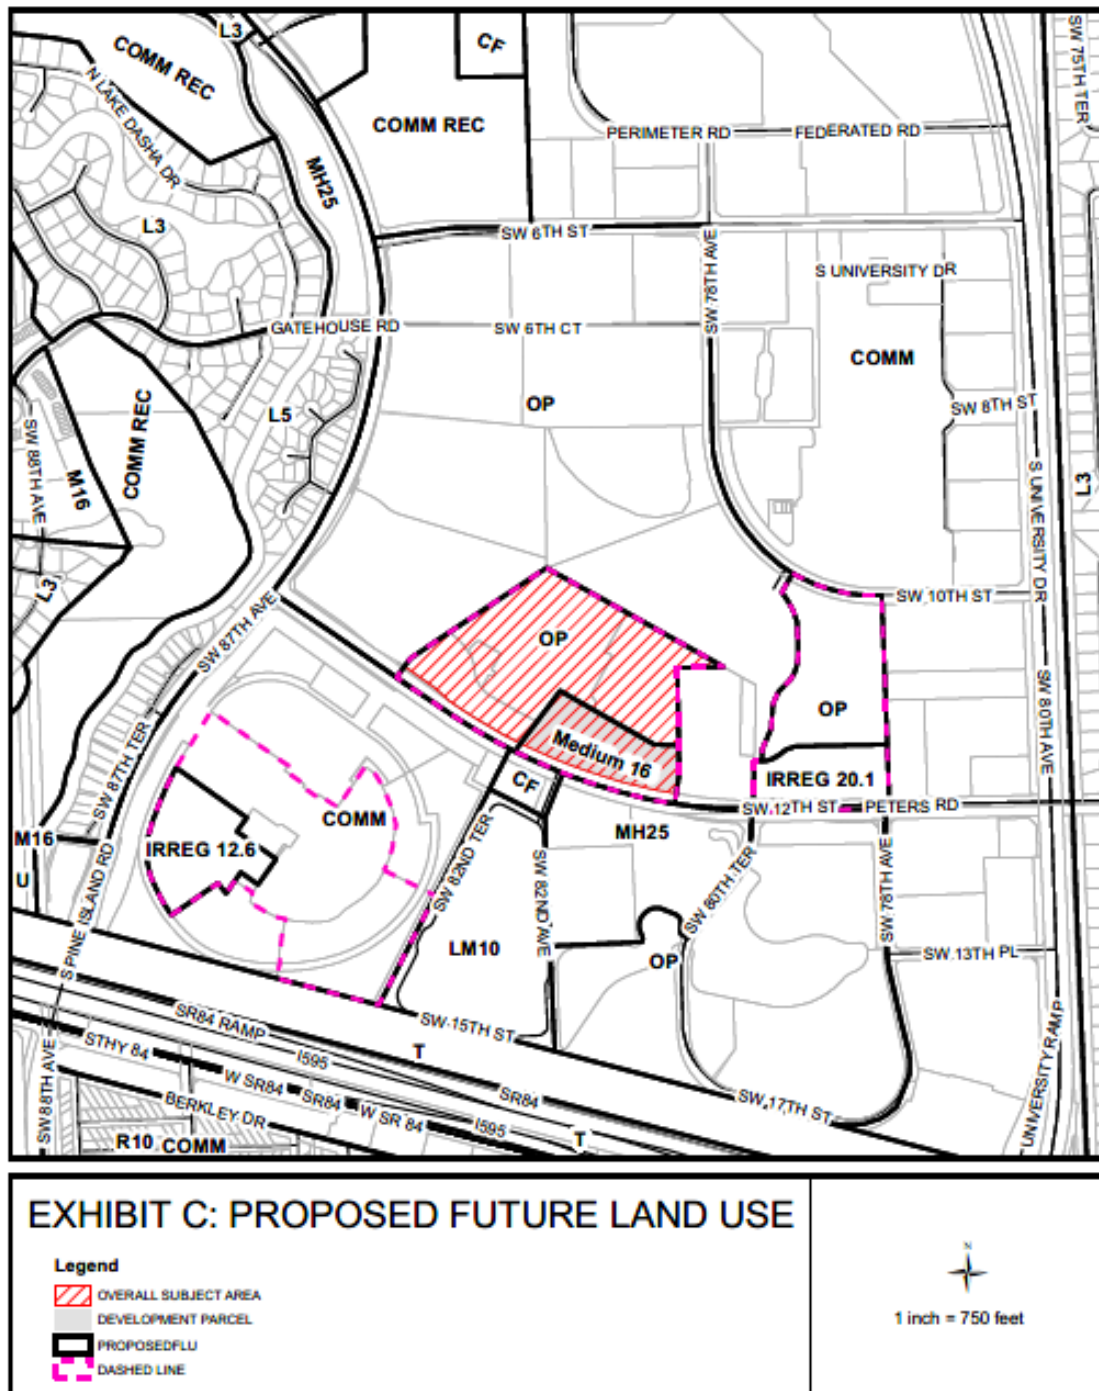 L3
COMM REC
CF
SW 75TH TER
N LAKE DASHA DR
COMM REC
PERIMETER RD
FEDERATED RD
MH25
L3
SW 6TH ST
SW 78TH AVE
S UNIVERSITY DR
GATEHOUSE RD
SW 6TH CT
COMM
OP
SW 8TH ST
L5
COMM REC
SW 88TH AVE
M16
L3
S UNIVERSITY DR
L3
SW 87TH AVE
SW 10TH ST
OP
OP
SW 80TH AVE
Medium 16
CF
IRREG 20.1
SW 87TH TER
SW 12TH ST
PETERS RD
COMM
MH25
M16
IRREG 12.6
U
SW 82ND TER
SW 82ND AVE
SW 80TH TER
SW 78TH AVE
S PINE ISLAND RD
LM10
OP
SW 13TH PL
SW 15TH ST
SR84 RAMP
I595
T
STHY 84
W SR84
SR84
W SR 84
I595
SR84
SW 17TH ST
UNIVERSITY RAMP
SW 88TH AVE
BERKLEY DR
T
R10
COMM
EXHIBIT C: PROPOSED FUTURE LAND USE
Legend
OVERALL SUBJECT AREA
DEVELOPMENT PARCEL
PROPOSEDFLU
DASHED LINE
N
1 inch = 750 feet